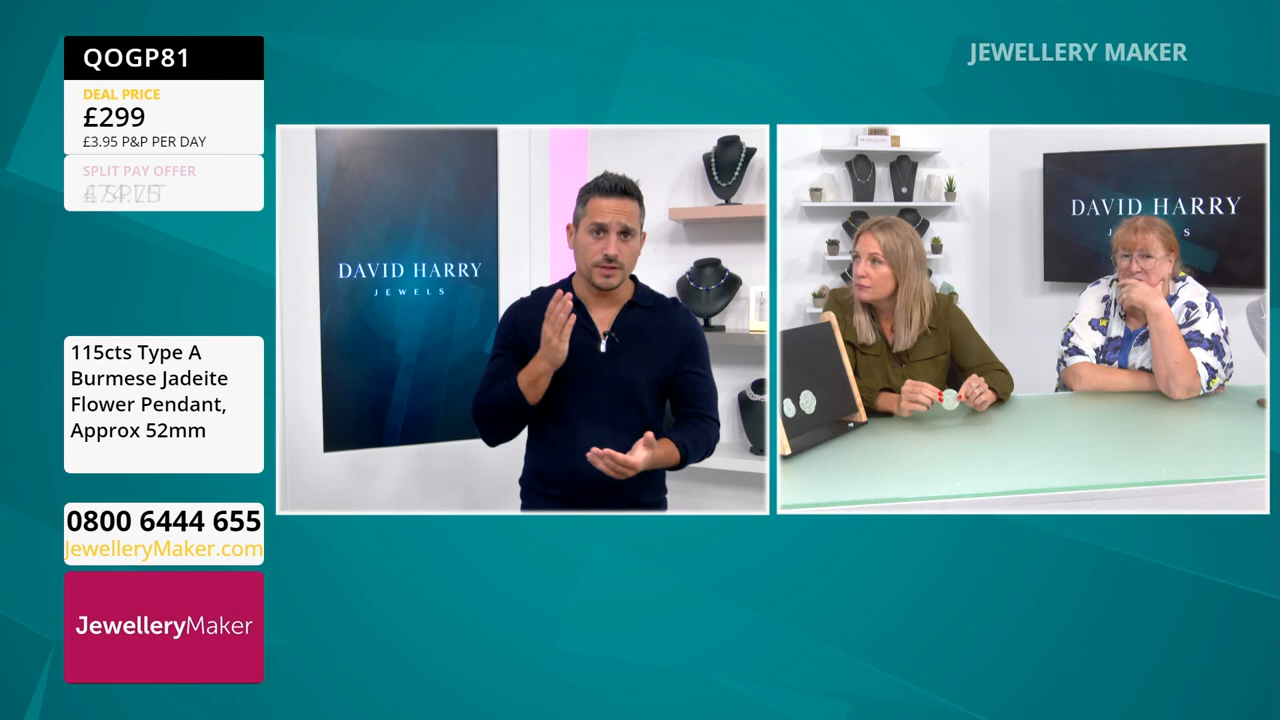 QOGP81
DEAL PRICE
£299
£3.95 P&P PER DAY
SPLIT PAY OFFER
115cts Type A
Burmese Jadeite
Flower Pendant,
Approx 52mm
0800 6444 655
JewelleryMaker.com
JewelleryMaker
JEWELLERY MAKER
DAVID HARRY
JEWELS
DAVID HARRY